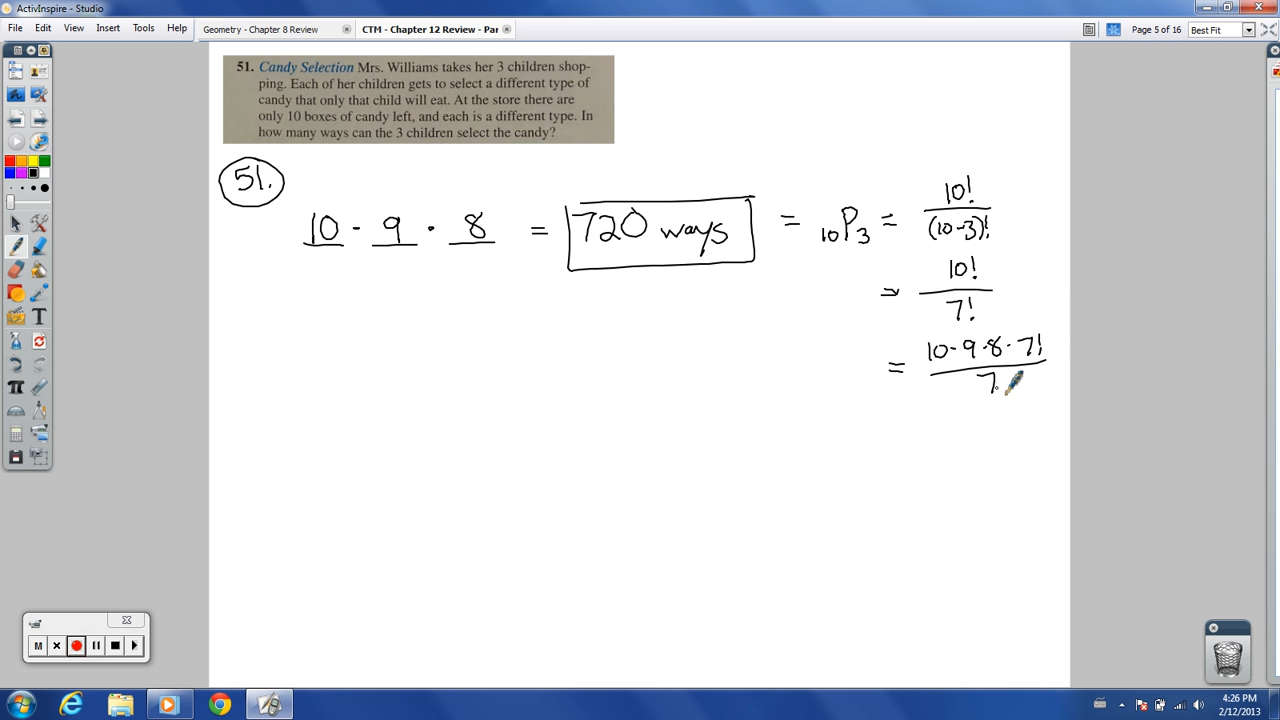 ActivInspire - Studio
File Edit View Insert Tools Help
Geometry - Chapter 8 Review
CTM - Chapter 12 Review - Par
Page 5 of 16
Best Fit
51. Candy Selection Mrs. Williams takes her 3 children shop-
ping. Each of her children gets to select a different type of
candy that only that child will eat. At the store there are
only 10 boxes of candy left, and each is a different type. In
how many ways can the 3 children select the candy?
51.
10 · 9 · 8 = 720 ways = 10P3 = 10!
(10-3)!
= 10!
7!
= 10·9·8·7!
7.
M
4:26 PM
2/12/2013